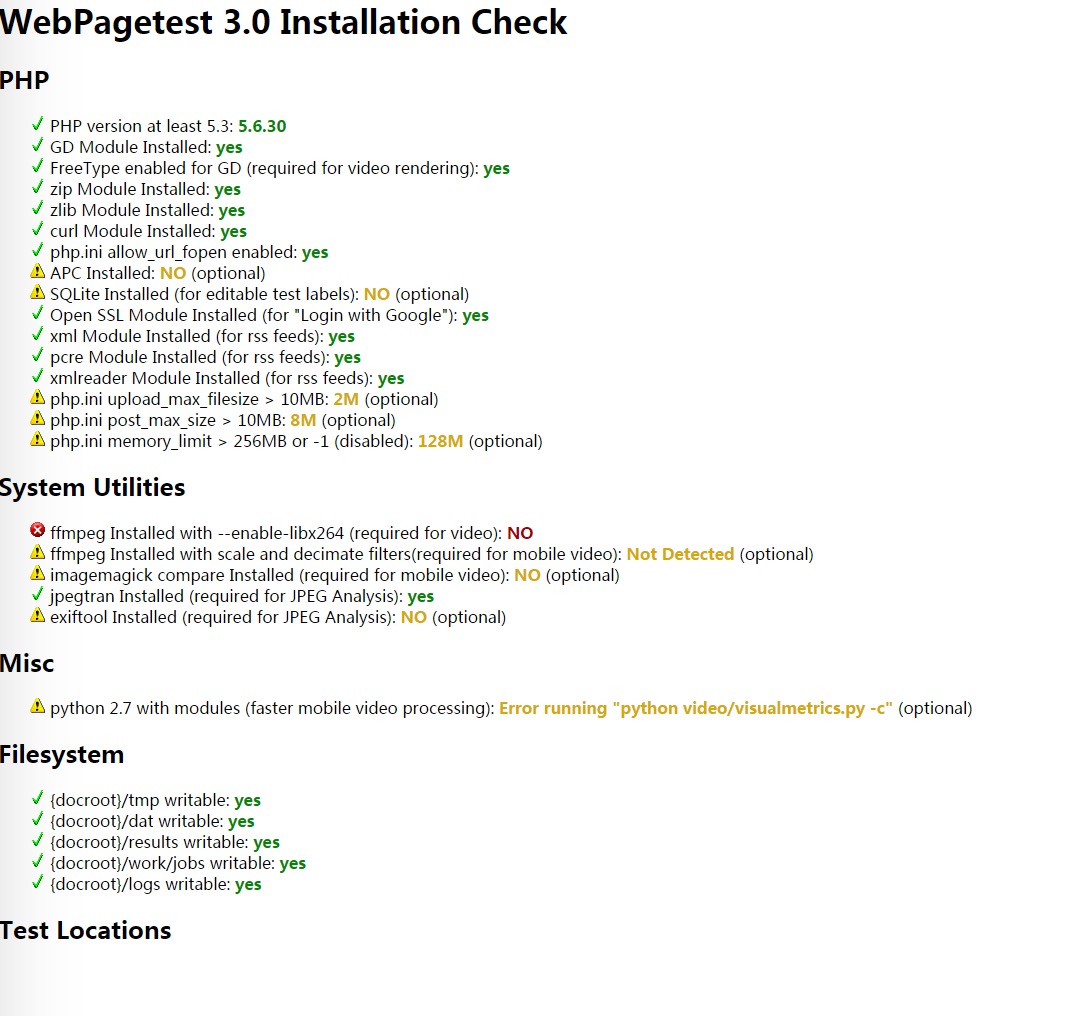 WebPagetest 3.0 Installation Check
PHP
PHP version at least 5.3: 5.6.30
GD Module Installed: yes
FreeType enabled for GD (required for video rendering): yes
zip Module Installed: yes
zlib Module Installed: yes
curl Module Installed: yes
php.ini allow_url_fopen enabled: yes
APC Installed: NO (optional)
SQLite Installed (for editable test labels): NO (optional)
Open SSL Module Installed (for "Login with Google"): yes
xml Module Installed (for rss feeds): yes
pcre Module Installed (for rss feeds): yes
xmlreader Module Installed (for rss feeds): yes
php.ini upload_max_filesize > 10MB: 2M (optional)
php.ini post_max_size > 10MB: 8M (optional)
php.ini memory_limit > 256MB or -1 (disabled): 128M (optional)
System Utilities
ffmpeg Installed with --enable-libx264 (required for video): NO
ffmpeg Installed with scale and decimate filters(required for mobile video): Not Detected (optional)
imagemagick compare Installed (required for mobile video): NO (optional)
jpegtran Installed (required for JPEG Analysis): yes
exiftool Installed (required for JPEG Analysis): NO (optional)
Misc
python 2.7 with modules (faster mobile video processing): Error running "python video/visualmetrics.py -c" (optional)
Filesystem
{docroot}/tmp writable: yes
{docroot}/dat writable: yes
{docroot}/results writable: yes
{docroot}/work/jobs writable: yes
{docroot}/logs writable: yes
Test Locations